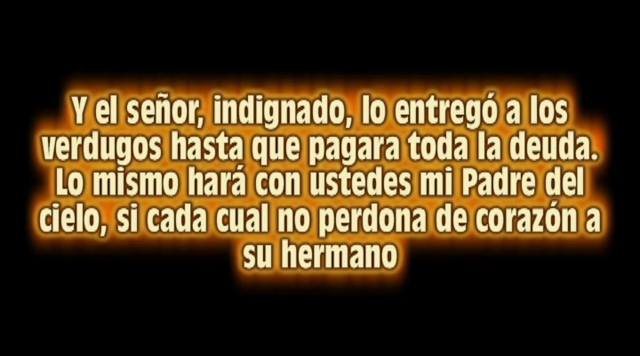 Y el señor, indignado, lo entregó a los
verdugos hasta que pagara toda la deuda.
Lo mismo hará con ustedes mi Padre del
cielo, si cada cual no perdona de corazón a
su hermano